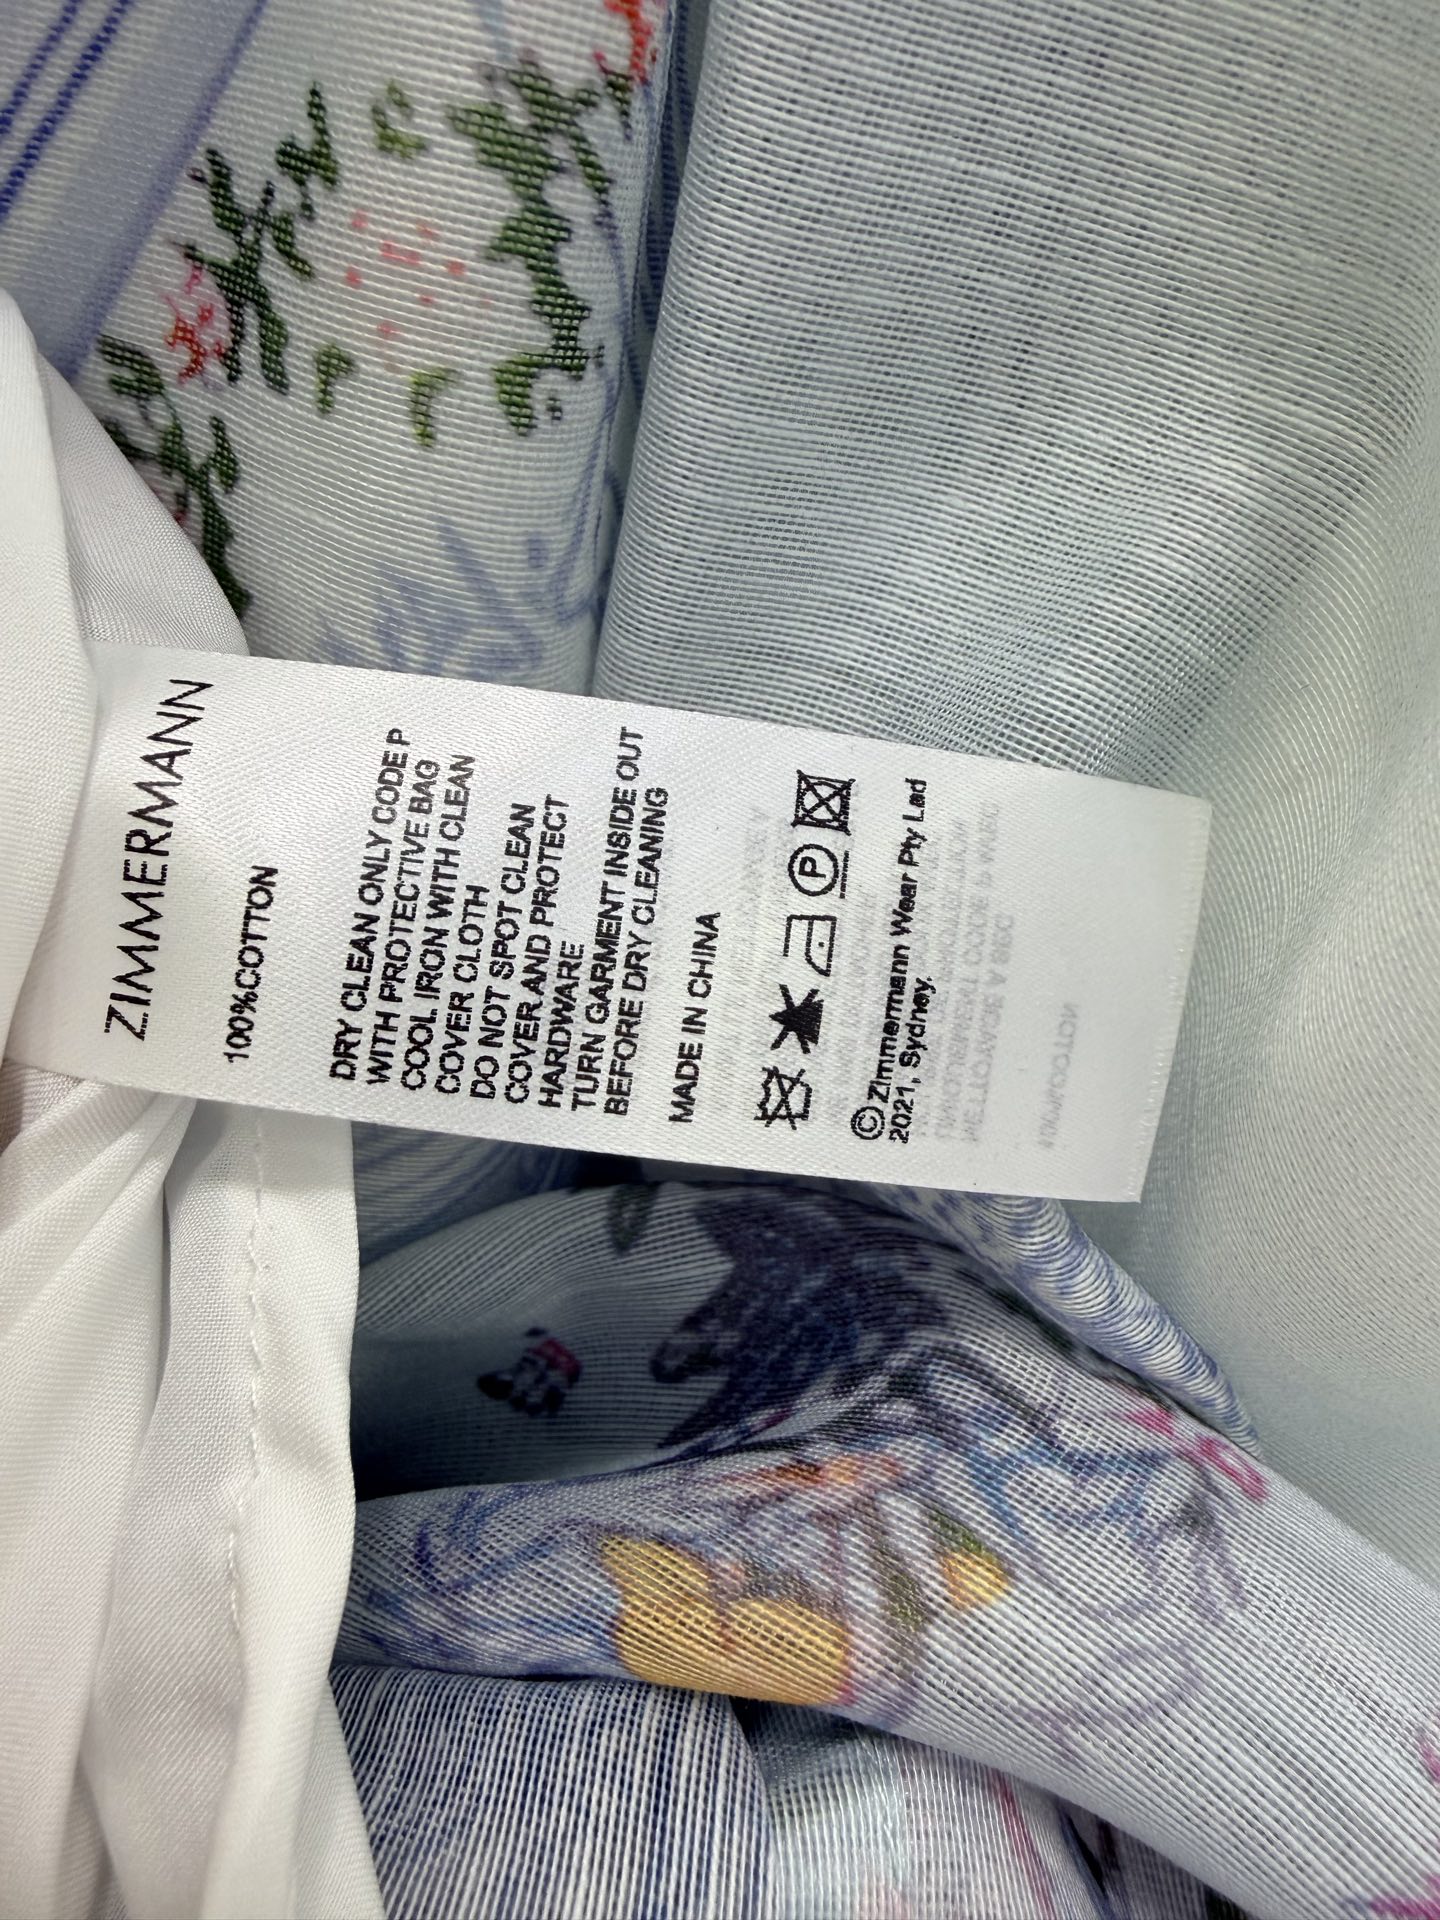 ZIMMERMANN
100%COTTON
DRY CLEAN ONLY CODE P
WITH PROTECTIVE BAG
COOL IRON WITH CLEAN
COVER CLOTH
DO NOT SPOT CLEAN
COVER AND PROTECT
HARDWARE
TURN GARMENT INSIDE OUT
BEFORE DRY CLEANING
MADE IN CHINA
P
©Zimmermann Wear Pty Lad
2021, Sydney.